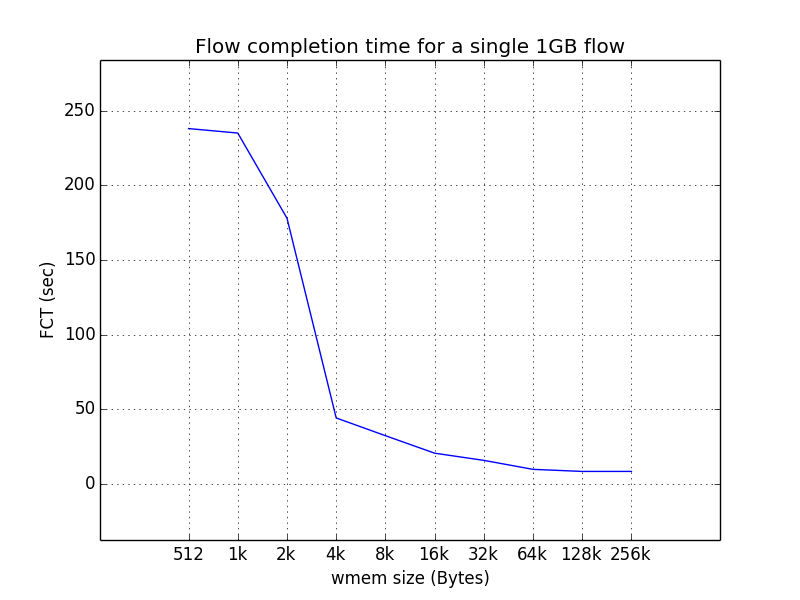 Flow completion time for a single 1GB flow
250
200
150
100
50
0
FCT (sec)
512 1k 2k 4k 8k 16k 32k 64k 128k 256k
wmem size (Bytes)